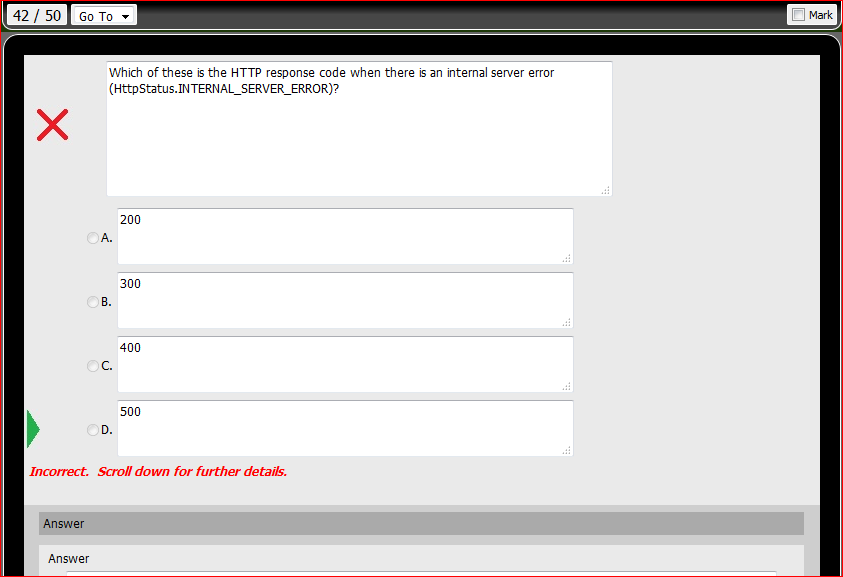 42 / 50 Go To Mark
Which of these is the HTTP response code when there is an internal server error
(HttpStatus.INTERNAL_SERVER_ERROR)?
A. 200
B. 300
C. 400
D. 500
Incorrect. Scroll down for further details.
Answer
Answer